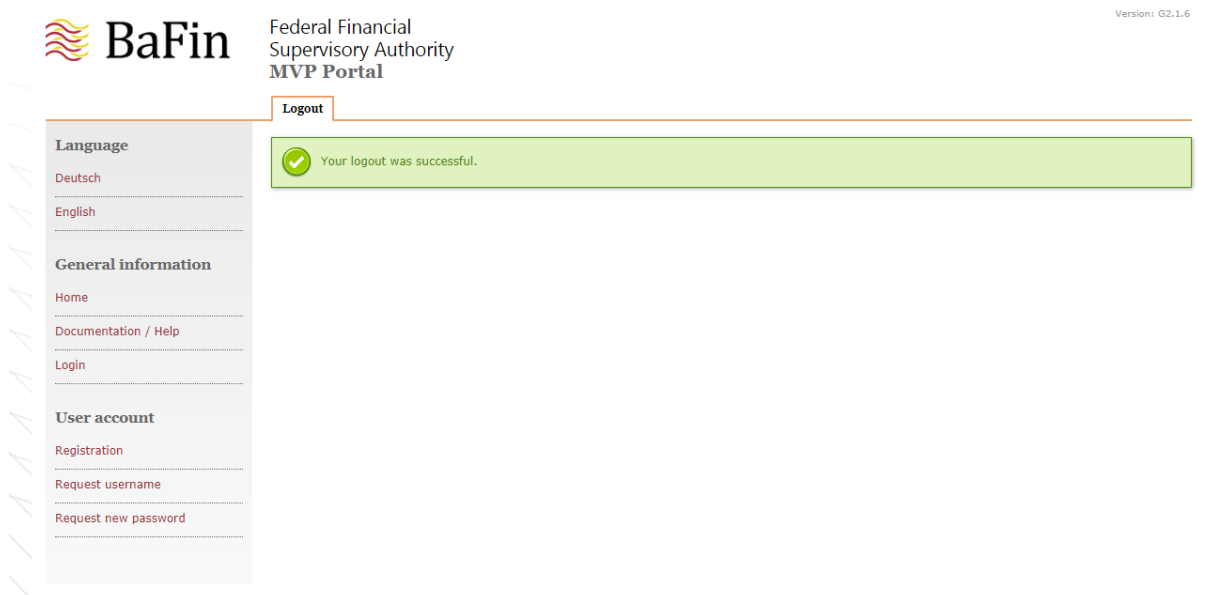 Version: G2.1.6
BaFin
Federal Financial
Supervisory Authority
MVP Portal
Logout
Language
Deutsch
English
General information
Home
Documentation / Help
Login
User account
Registration
Request username
Request new password
Your logout was successful.